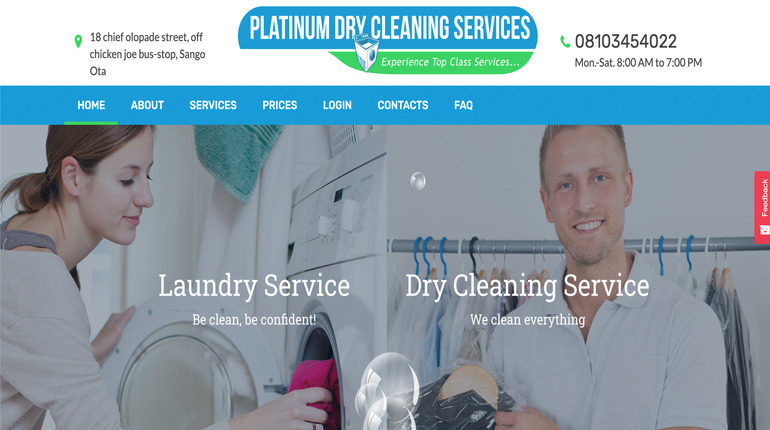 18 chief olopade street, off
chicken joe bus-stop, Sango
Ota
PLATINUM DRY CLEANING SERVICES
Experience Top Class Services...
08103454022
Mon.-Sat. 8:00 AM to 7:00 PM
HOME ABOUT SERVICES PRICES LOGIN CONTACTS FAQ
Feedback
Laundry Service
Be clean, be confident!
Dry Cleaning Service
We clean everything